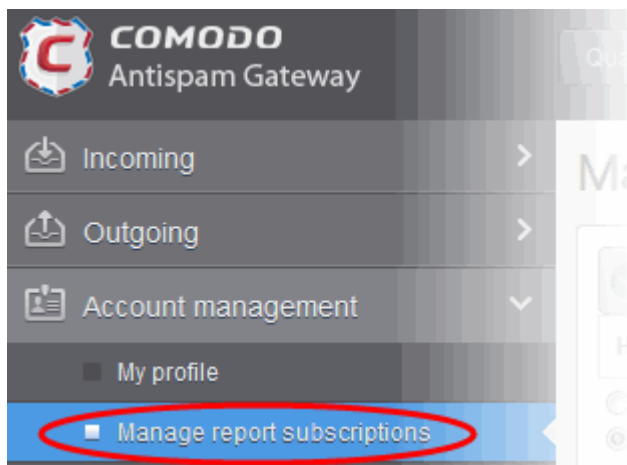 COMODO
Antispam Gateway
Incoming
Outgoing
Account management
My profile
Manage report subscriptions